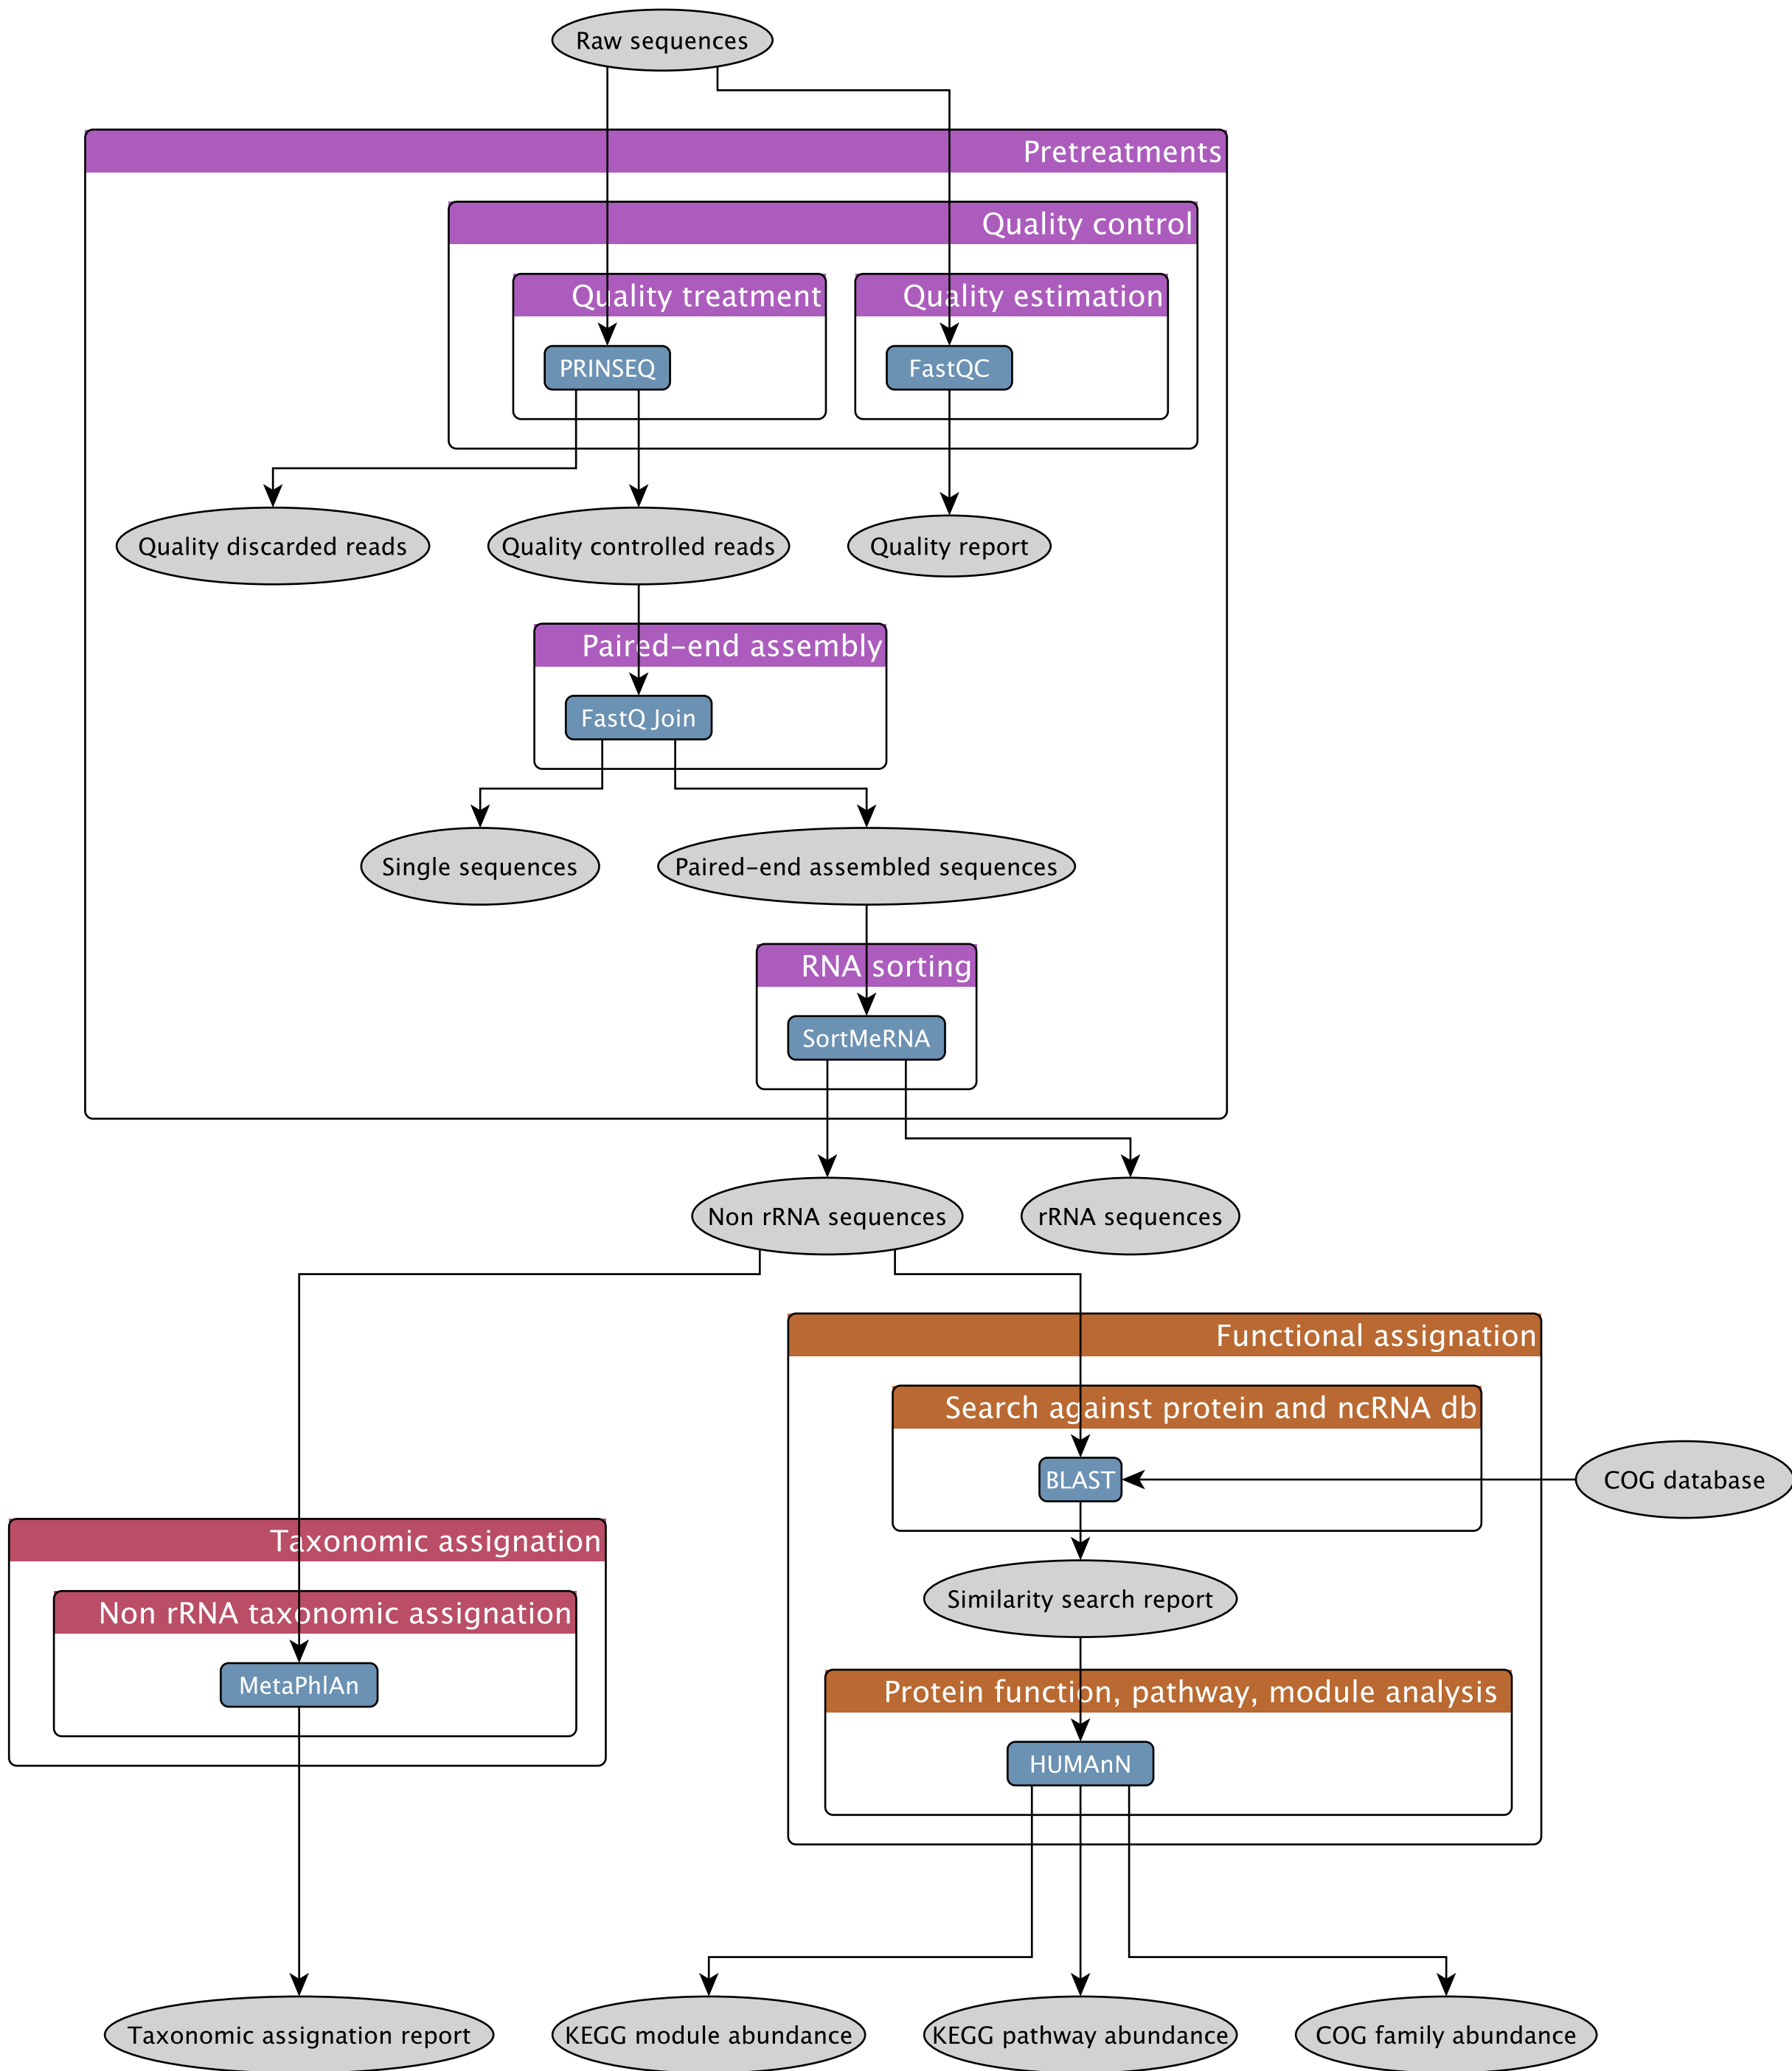 Raw sequences
Pretreatments
Quality control
Quality treatment
Quality estimation
PRINSEQ
FastQC
Quality discarded reads
Quality controlled reads
Quality report
Paired-end assembly
FastQ Join
Single sequences
Paired-end assembled sequences
RNA sorting
SortMeRNA
Non rRNA sequences
rRNA sequences
Functional assignation
Search against protein and ncRNA db
BLAST
COG database
Taxonomic assignation
Similarity search report
Non rRNA taxonomic assignation
MetaPhlAn
Protein function, pathway, module analysis
HUMAnN
Taxonomic assignation report
KEGG module abundance
KEGG pathway abundance
COG family abundance